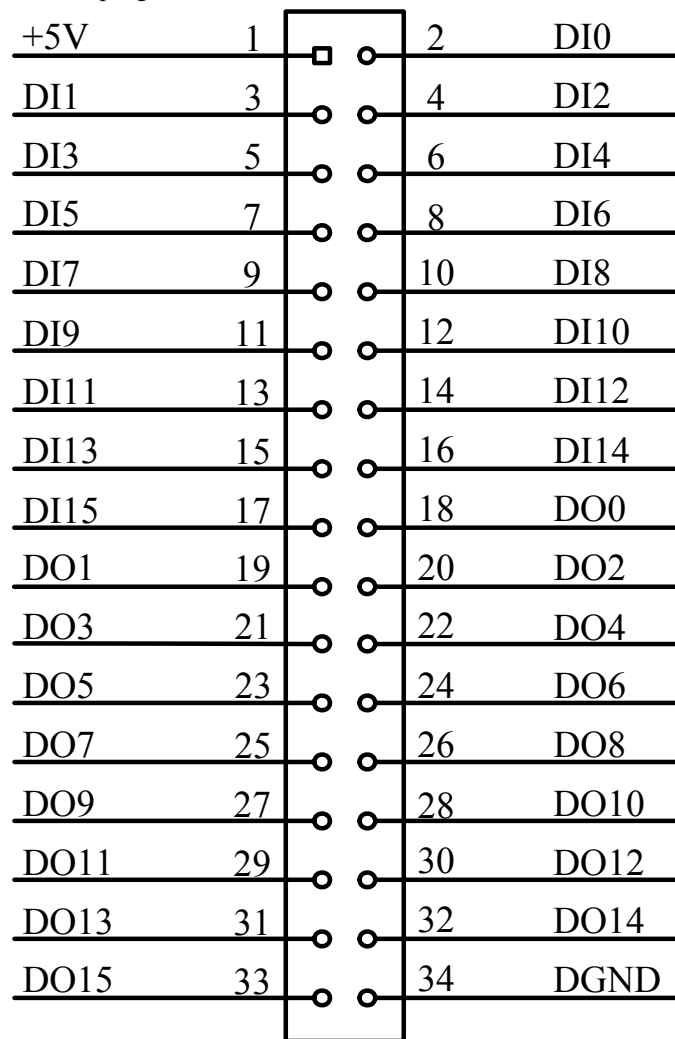 +5V 1 2 DI0
DI1 3 4 DI2
DI3 5 6 DI4
DI5 7 8 DI6
DI7 9 10 DI8
DI9 11 12 DI10
DI11 13 14 DI12
DI13 15 16 DI14
DI15 17 18 DO0
DO1 19 20 DO2
DO3 21 22 DO4
DO5 23 24 DO6
DO7 25 26 DO8
DO9 27 28 DO10
DO11 29 30 DO12
DO13 31 32 DO14
DO15 33 34 DGND